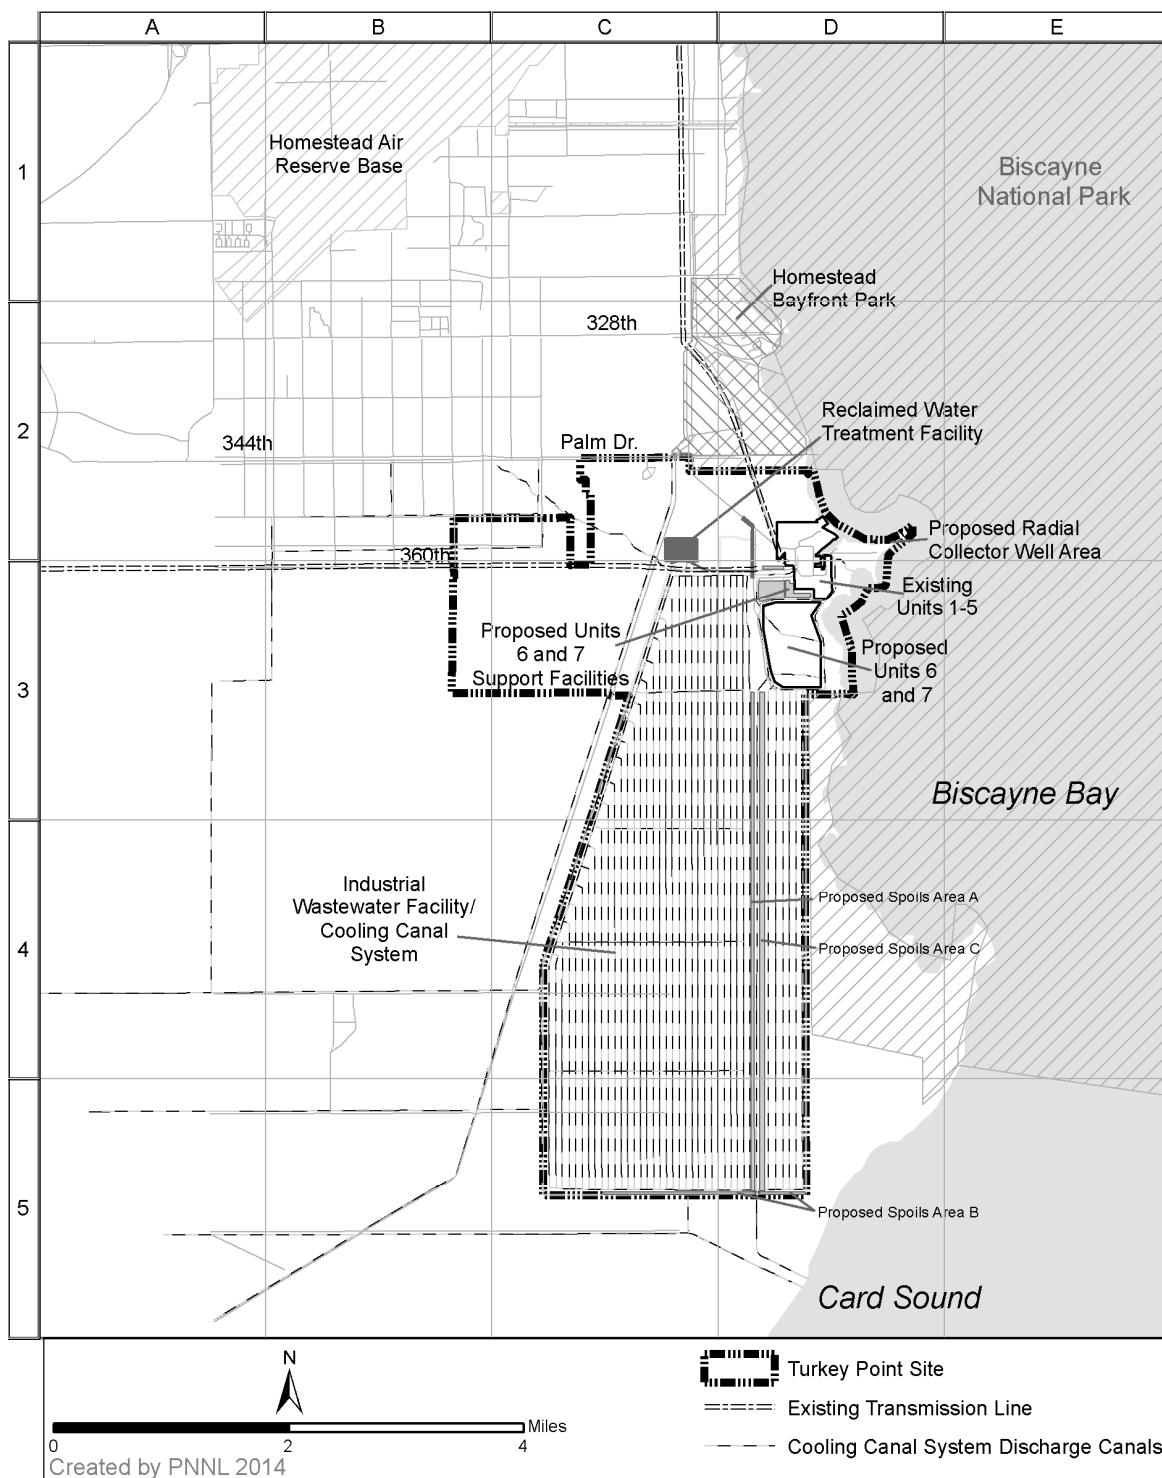 A B C D E
1
Homestead Air
Reserve Base
Biscayne
National Park
Homestead
Bayfront Park
328th
2
Reclaimed Water
Treatment Facility
344th
Palm Dr.
Proposed Radial
Collector Well Area
360th
Existing
Units 1-5
Proposed Units
6 and 7
Support Facilities
Proposed
Units 6
and 7
3
Biscayne Bay
Industrial
Wastewater Facility/
Cooling Canal
System
Proposed Spoils Area A
4
Proposed Spoils Area C
5
Proposed Spoils Area B
Card Sound
N
Miles
0 2 4
Created by PNNL 2014
Turkey Point Site
Existing Transmission Line
Cooling Canal System Discharge Canals